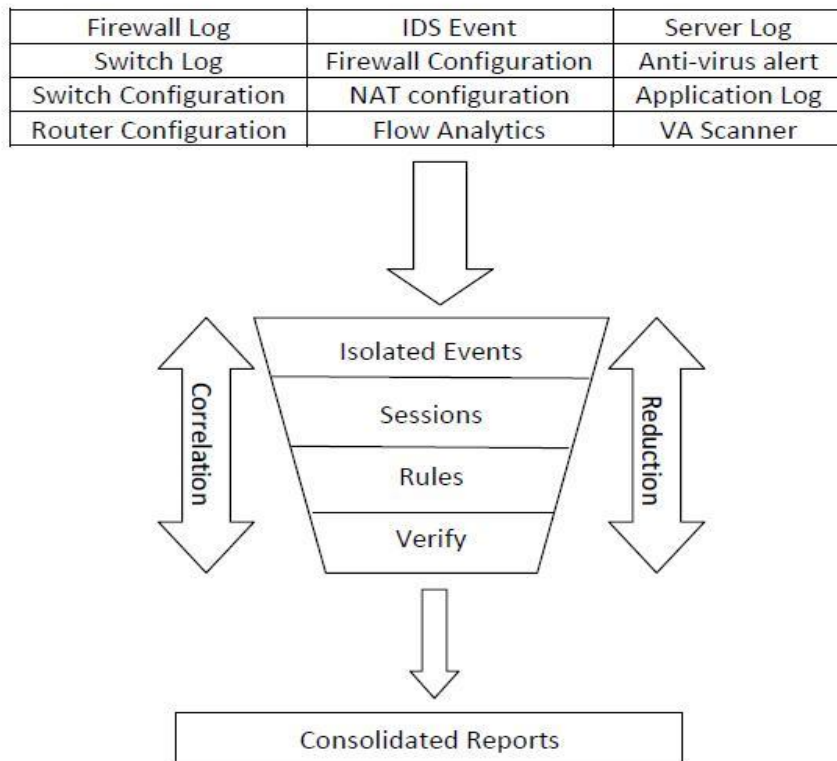 Firewall Log IDS Event Server Log
Switch Log Firewall Configuration Anti-virus alert
Switch Configuration NAT configuration Application Log
Router Configuration Flow Analytics VA Scanner
Isolated Events
Sessions
Rules
Verify
Correlation
Reduction
Consolidated Reports